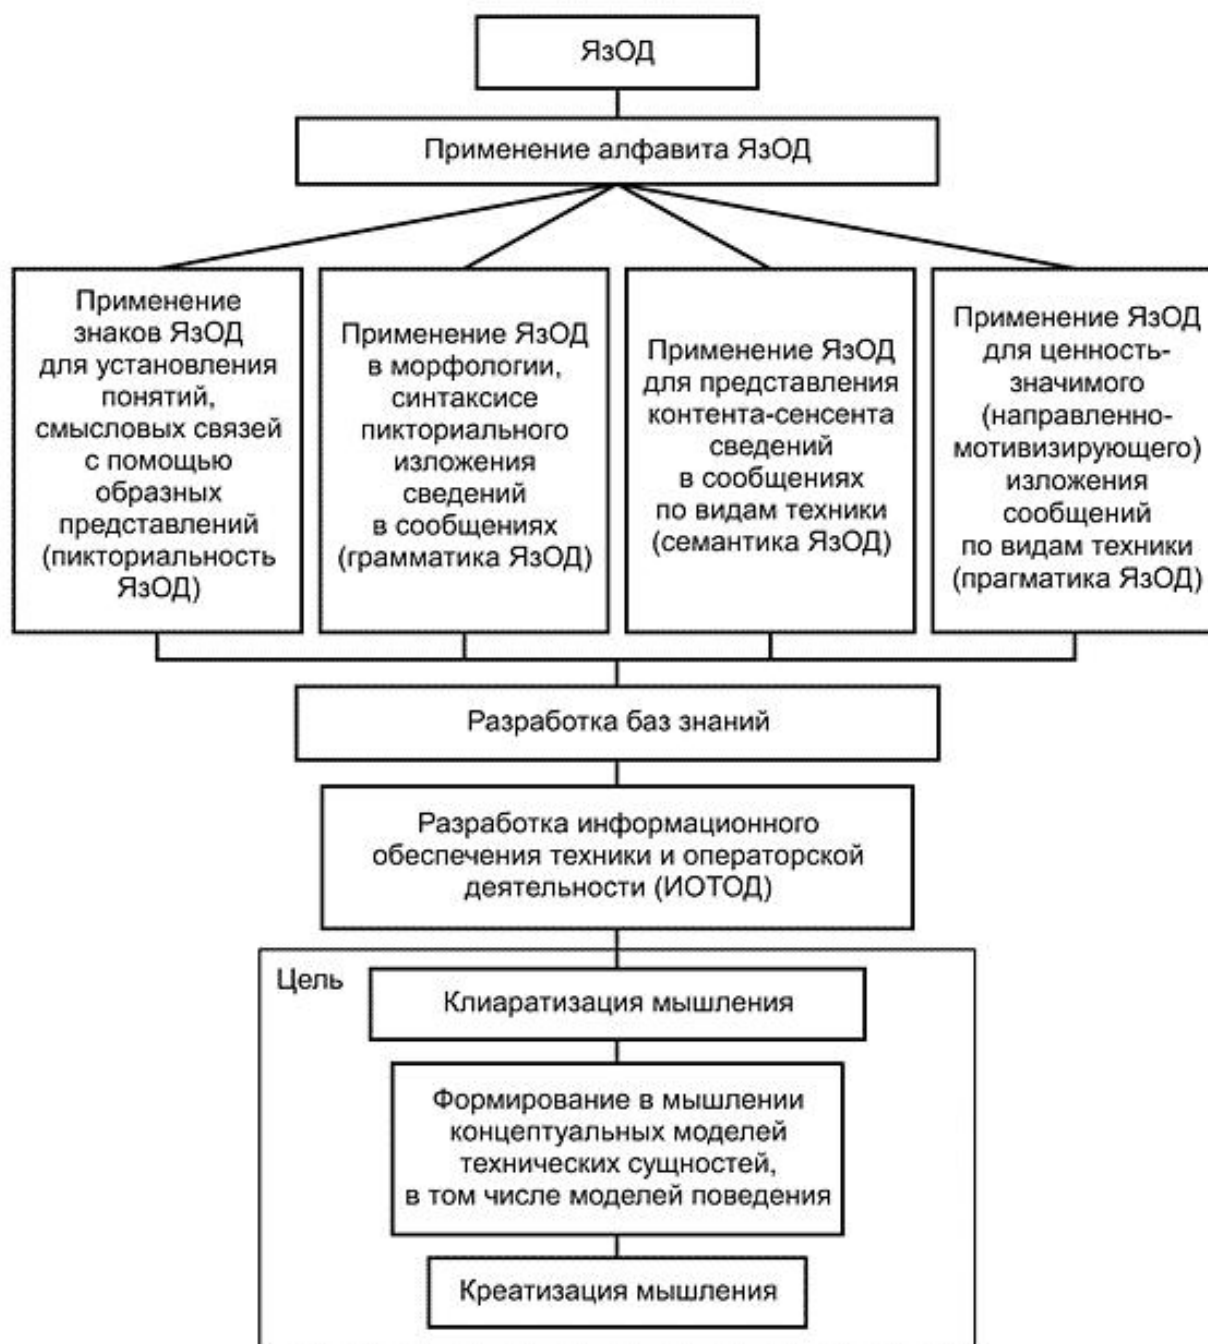 ЯзОД
Применение алфавита ЯзОД
Применение
знаков ЯзОД
для установления
понятий,
смысловых связей
с помощью
образных
представлений
(пикториальность
ЯзОД)
Применение ЯзОД
в морфологии,
синтаксисе
пикториального
изложения
сведений
в сообщениях
(грамматика ЯзОД)
Применение ЯзОД
для представления
контента-сенсента
сведений
в сообщениях
по видам техники
(семантика ЯзОД)
Применение ЯзОД
для ценность-
значимого
(направленно-
мотивизирующего)
изложения
сообщений
по видам техники
(прагматика ЯзОД)
Разработка баз знаний
Разработка информационного
обеспечения техники и операторской
деятельности (ИОТОД)
Цель
Клиаратизация мышления
Формирование в мышлении
концептуальных моделей
технических сущностей,
в том числе моделей поведения
Креатизация мышления